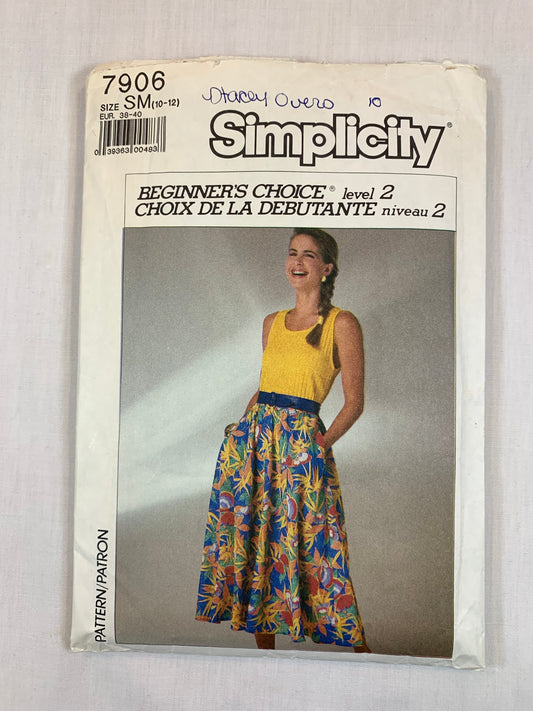 7906
SIZE SM (10-12)
EUR. 38-40
0 39363 00483
Stacey Overo 10
Simplicity®
BEGINNER'S CHOICE® level 2
CHOIX DE LA DEBUTANTE niveau 2
PATTERN/PATRON